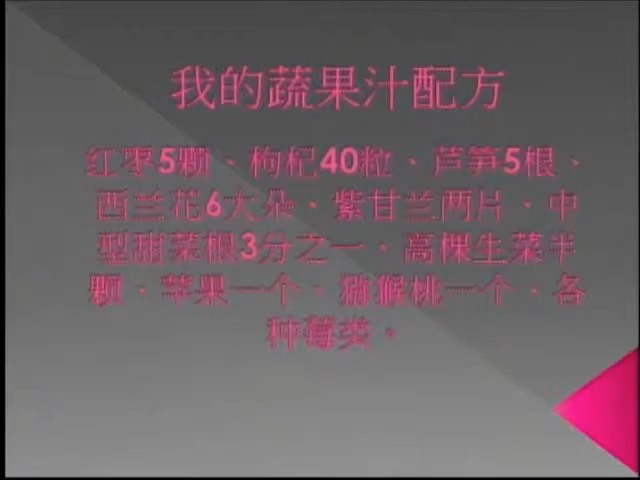 我的蔬果汁配方
红枣5颗、枸杞40粒、芦笋5根、
西兰花6大朵、紫甘兰两片、中
型甜菜根3分之一、高棵生菜半
颗、苹果一个、猕猴桃一个、各
种莓类。